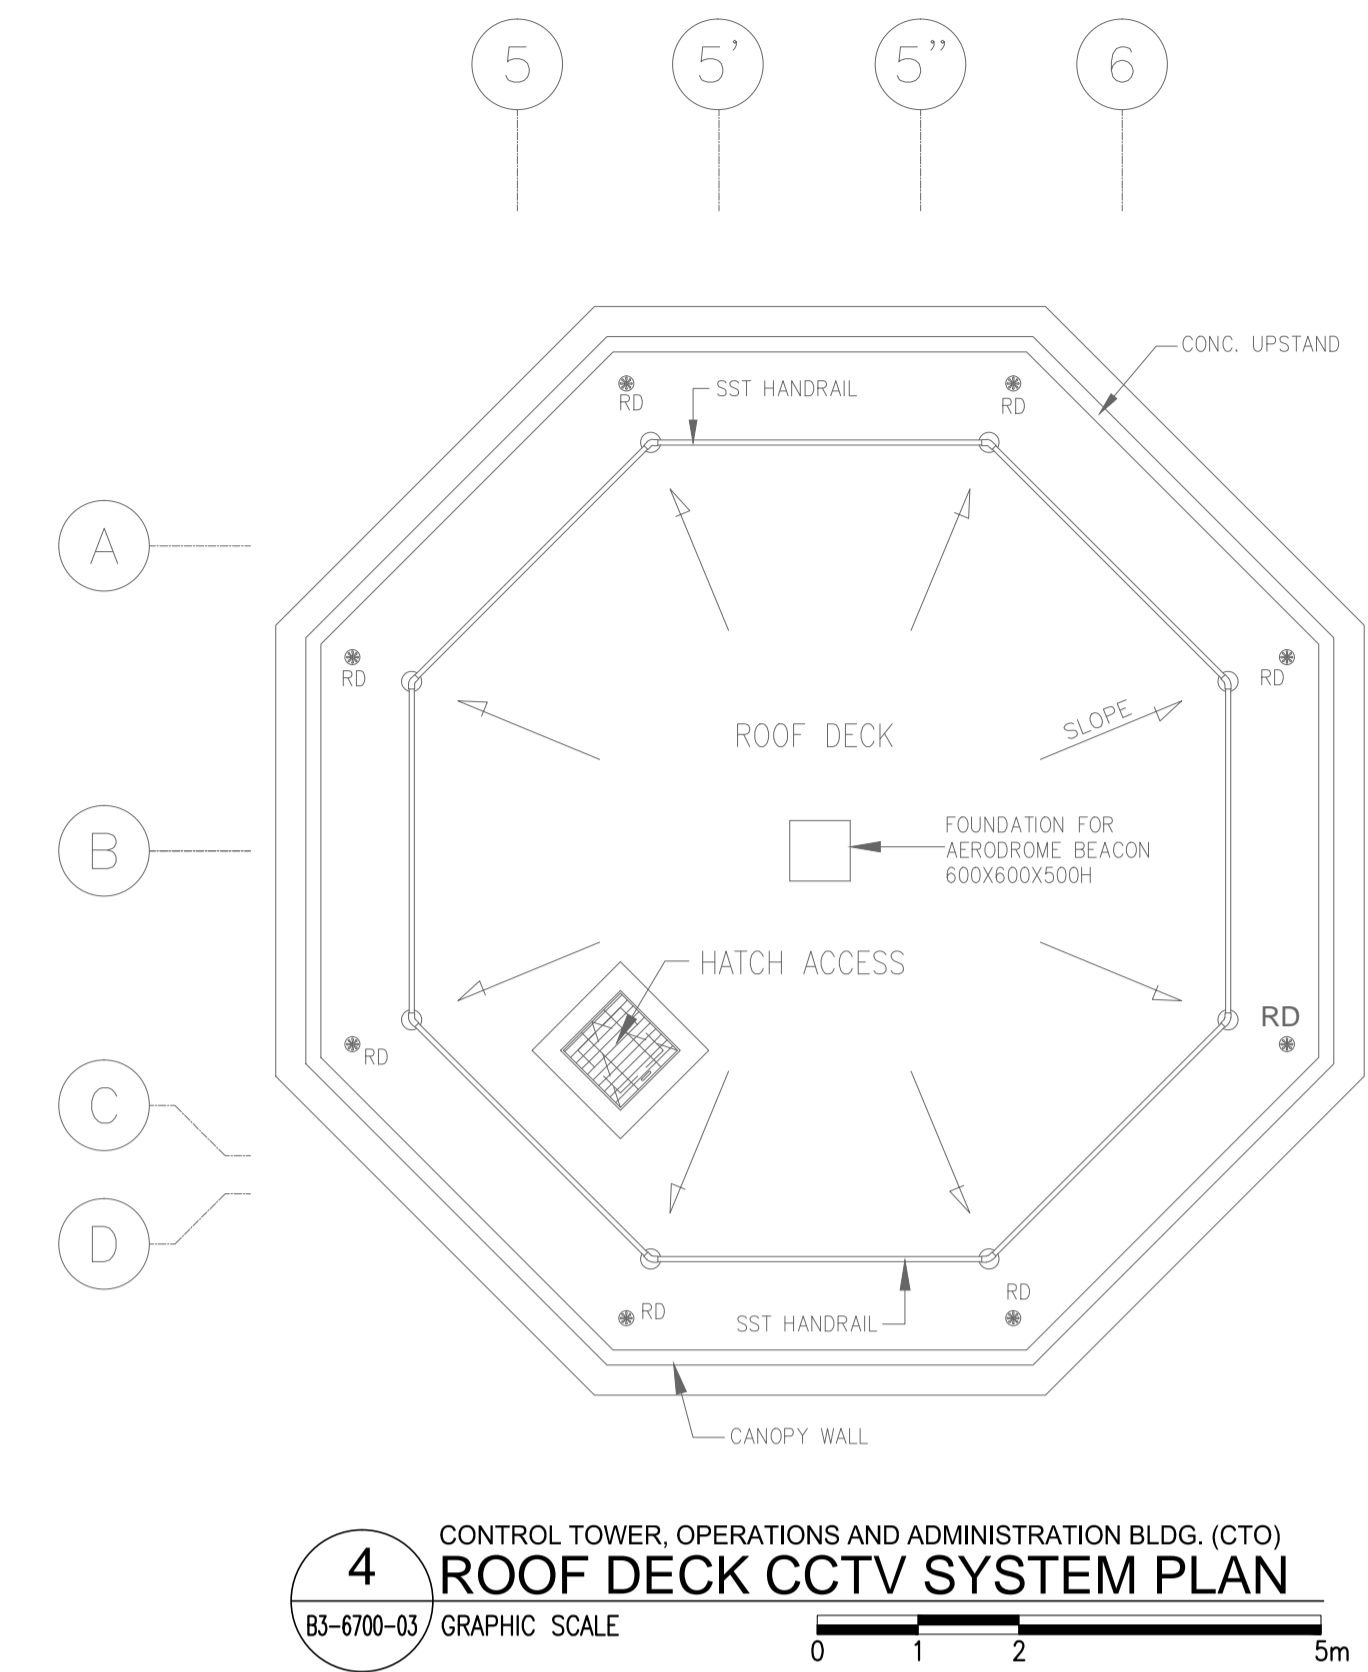 5
5'
5"
6
CONC. UPSTAND
SST HANDRAIL
RD
RD
A
RD
RD
SLOPE
ROOF DECK
FOUNDATION FOR
AERODROME BEACON
600X600X500H
B
HATCH ACCESS
RD
RD
C
D
RD
RD
SST HANDRAIL
CANOPY WALL
CONTROL TOWER, OPERATIONS AND ADMINISTRATION BLDG. (CTO)
4
ROOF DECK CCTV SYSTEM PLAN
B3-6700-03
GRAPHIC SCALE
0 1 2 5m